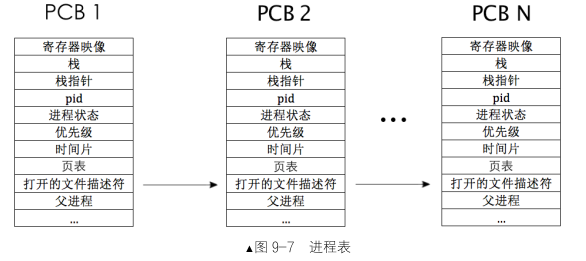 PCB 1
PCB 2
PCB N
寄存器映像
栈
栈指针
pid
进程状态
优先级
时间片
页表
打开的文件描述符
父进程
...
寄存器映像
栈
栈指针
pid
进程状态
优先级
时间片
页表
打开的文件描述符
父进程
...
•••
寄存器映像
栈
栈指针
pid
进程状态
优先级
时间片
页表
打开的文件描述符
父进程
...
▲图 9-7 进程表